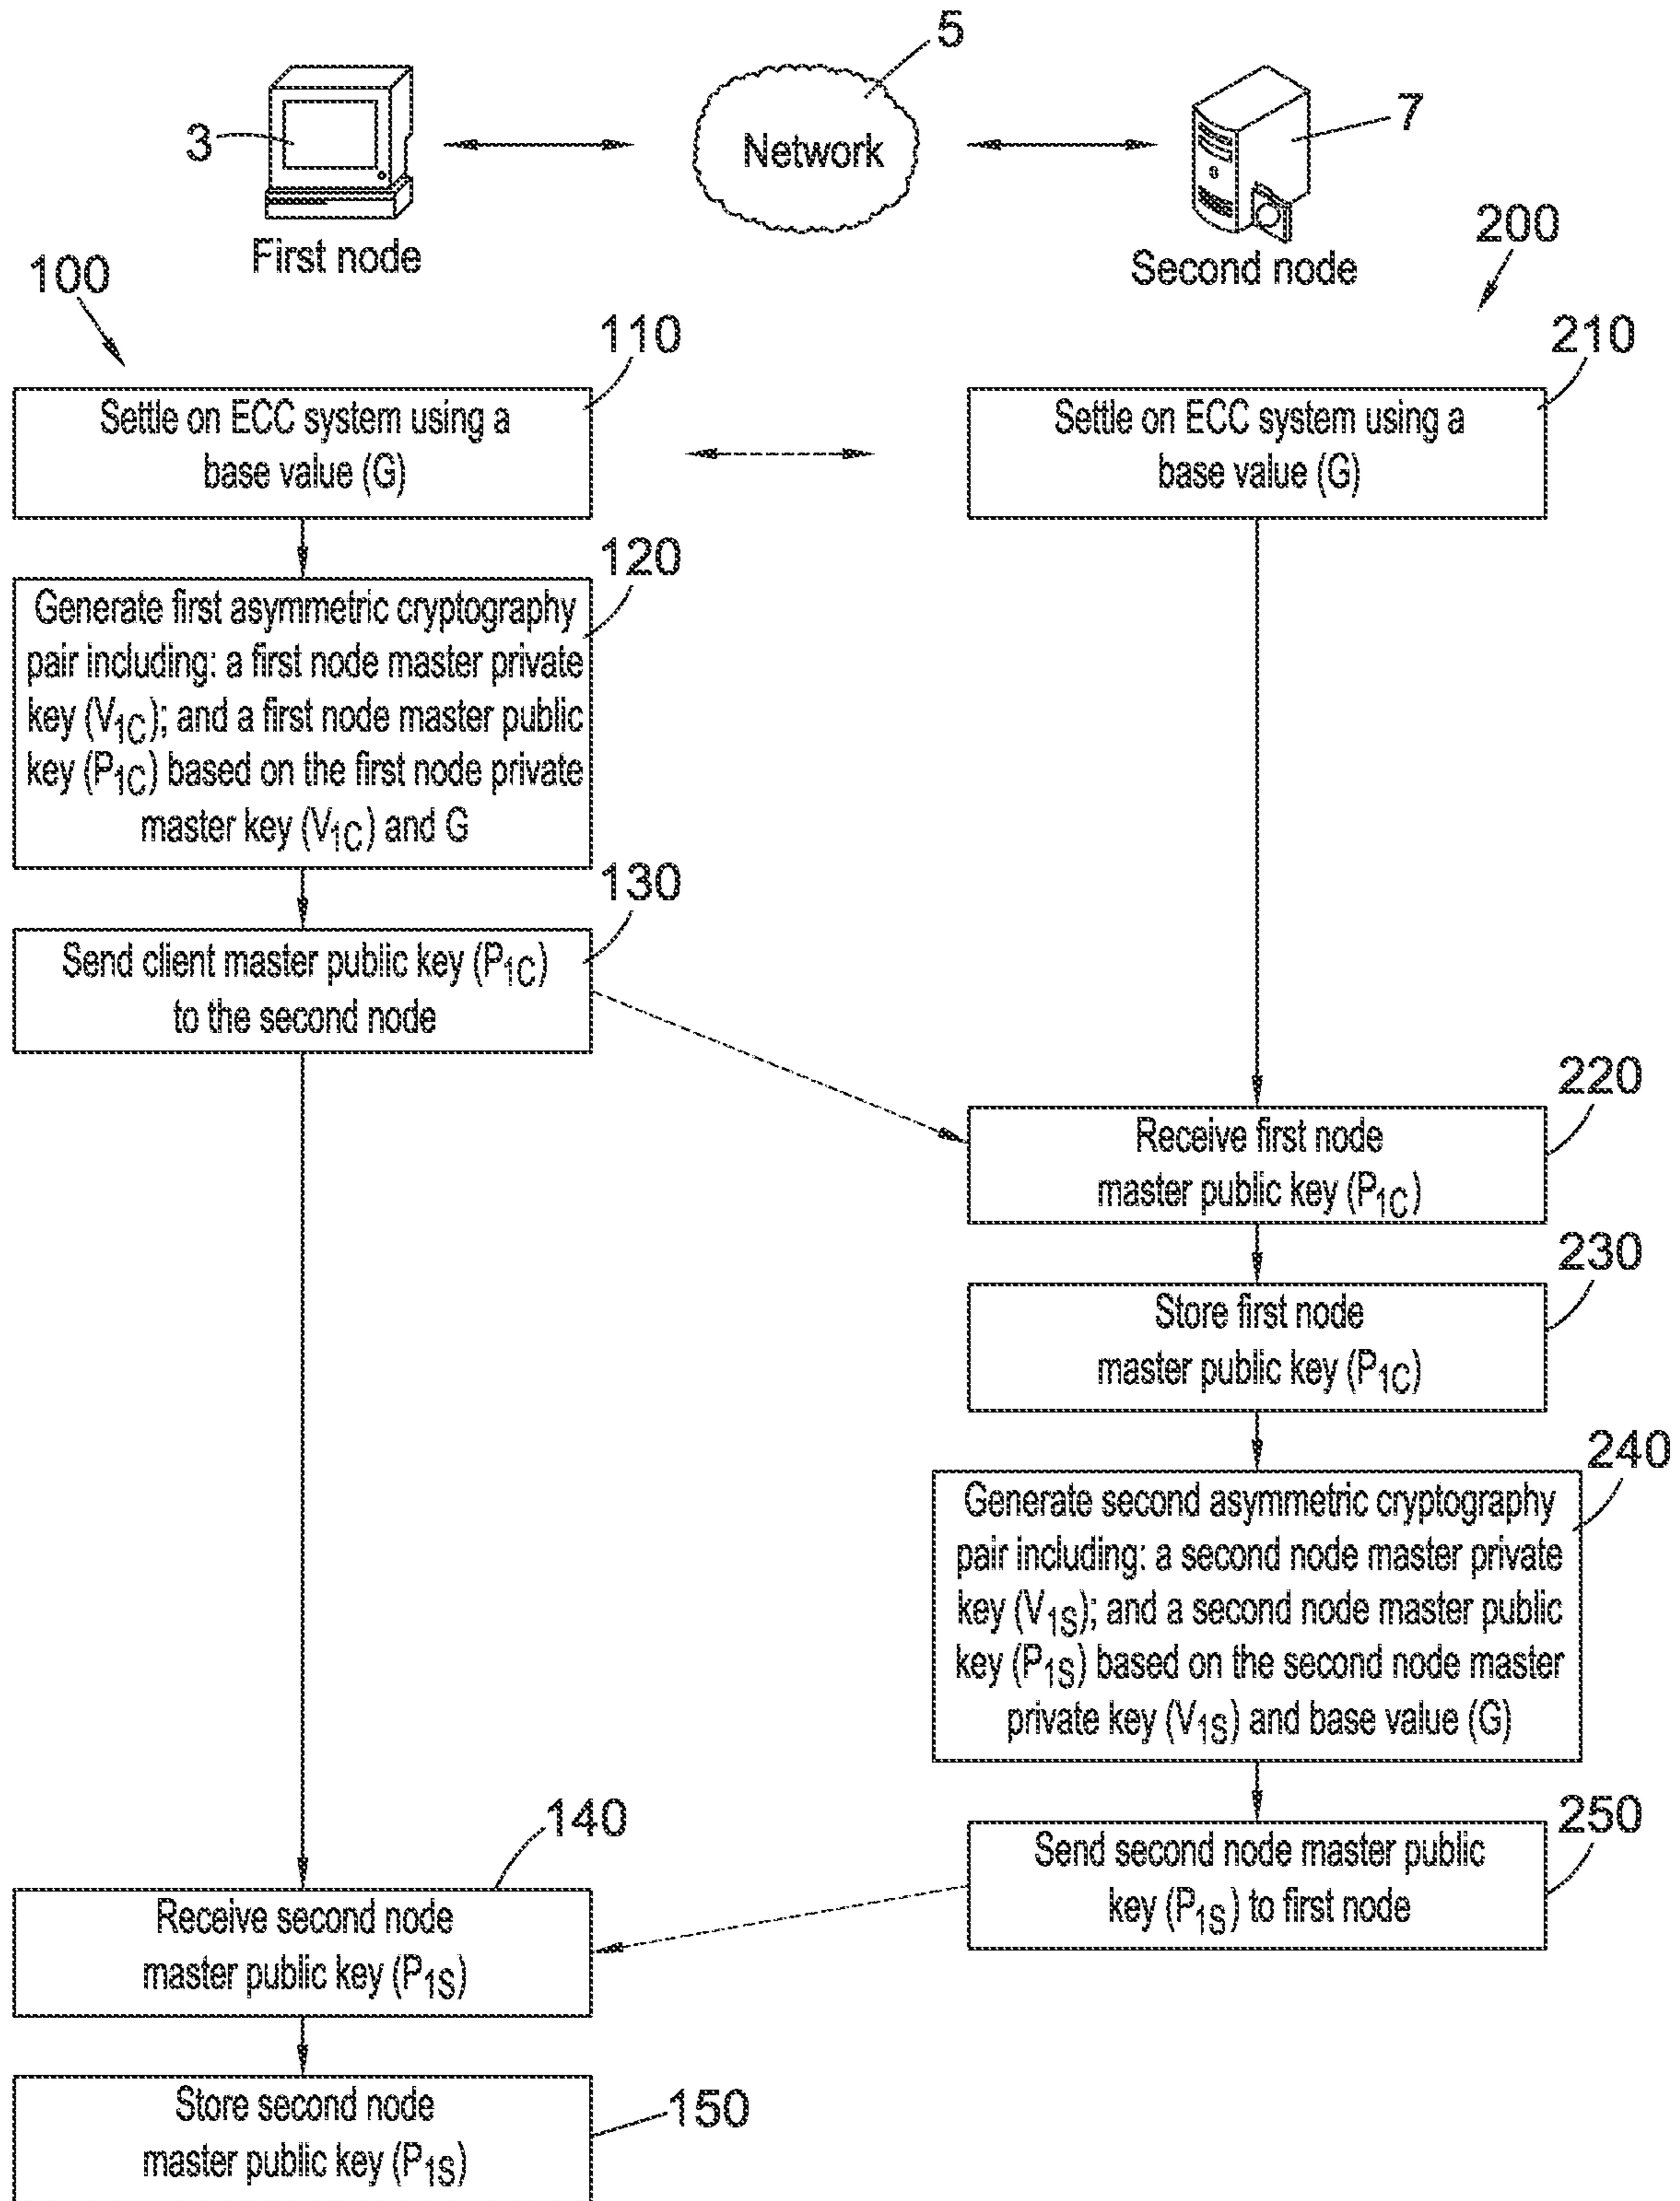 5
3
Network
7
First node
Second node
100
200
110
210
Settle on ECC system using a
base value (G)
Settle on ECC system using a
base value (G)
120
Generate first asymmetric cryptography
pair including: a first node master private
key (V1C); and a first node master public
key (P1C) based on the first node private
master key (V1C) and G
130
Send client master public key (P1C)
to the second node
220
Receive first node
master public key (P1C)
230
Store first node
master public key (P1C)
240
Generate second asymmetric cryptography
pair including: a second node master private
key (V1S); and a second node master public
key (P1S) based on the second node master
private key (V1S) and base value (G)
250
Send second node master public
key (P1S) to first node
140
Receive second node
master public key (P1S)
150
Store second node
master public key (P1S)